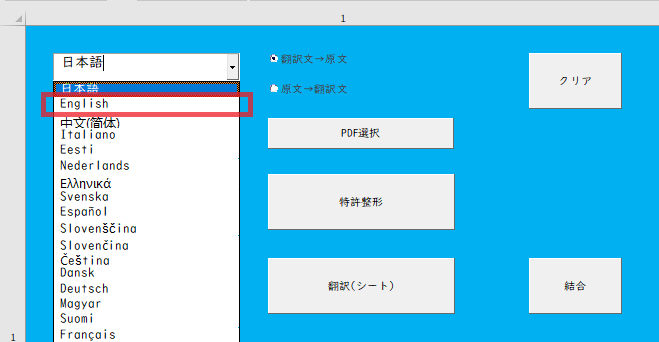 1
日本語
翻訳文→原文
クリア
日本語
原文→翻訳文
English
中文(简体)
Italiano
PDF選択
Eesti
Nederlands
Ελληνικά
Svenska
特許整形
Español
Slovenščina
Slovenčina
Čeština
Dansk
翻訳(シート)
結合
Deutsch
Magyar
Suomi
Français
1